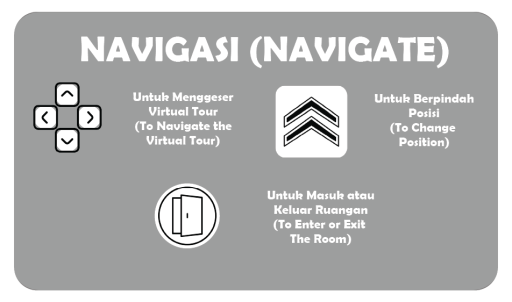 NAVIGASI (NAVIGATE)
Untuk Menggeser
Virtual Tour
(To Navigate the
Virtual Tour)
Untuk Berpindah
Posisi
(To Change
Position)
Untuk Masuk atau
Keluar Ruangan
(To Enter or Exit
The Room)